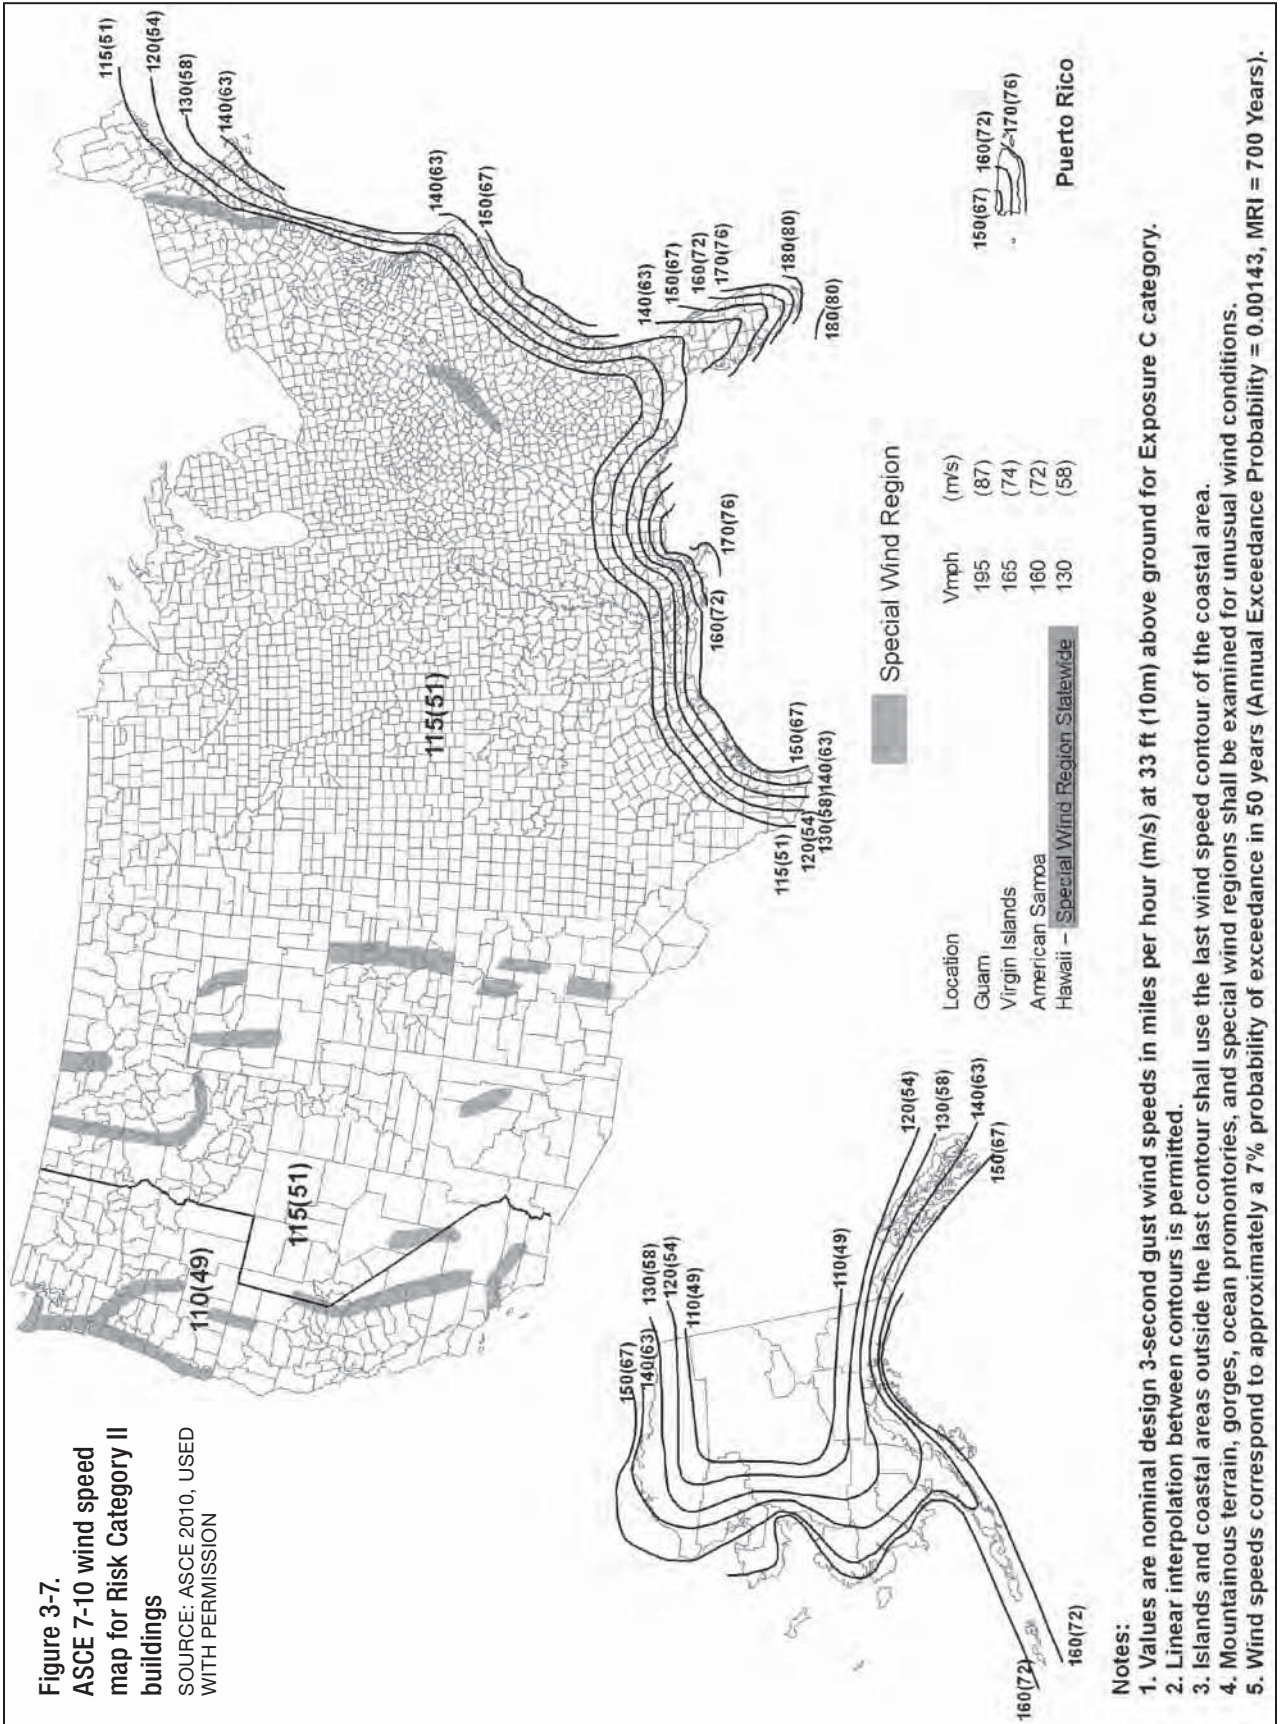 Figure 3-7.
ASCE 7-10 wind speed
map for Risk Category II
buildings
SOURCE: ASCE 2010, USED
WITH PERMISSION
110(49)
115(51)
115(51)
115(51)
120(54)
130(58)
140(63)
140(63)
150(67)
140(63)
150(67)
160(72)
170(76)
180(80)
180(80)
170(76)
160(72)
115(51)
120(54)
130(58)
140(63)
150(67)
150(67)
160(72)
170(76)
Puerto Rico
150(67)
140(63)
130(58)
120(54)
110(49)
110(49)
120(54)
130(58)
140(63)
150(67)
160(72)
160(72)
Special Wind Region
Location Vmph (m/s)
Guam 195 (87)
Virgin Islands 165 (74)
American Samoa 160 (72)
Hawaii – Special Wind Region Statewide 130 (58)
Notes:
1. Values are nominal design 3-second gust wind speeds in miles per hour (m/s) at 33 ft (10m) above ground for Exposure C category.
2. Linear interpolation between contours is permitted.
3. Islands and coastal areas outside the last contour shall use the last wind speed contour of the coastal area.
4. Mountainous terrain, gorges, ocean promontories, and special wind regions shall be examined for unusual wind conditions.
5. Wind speeds correspond to approximately a 7% probability of exceedance in 50 years (Annual Exceedance Probability = 0.00143, MRI = 700 Years).